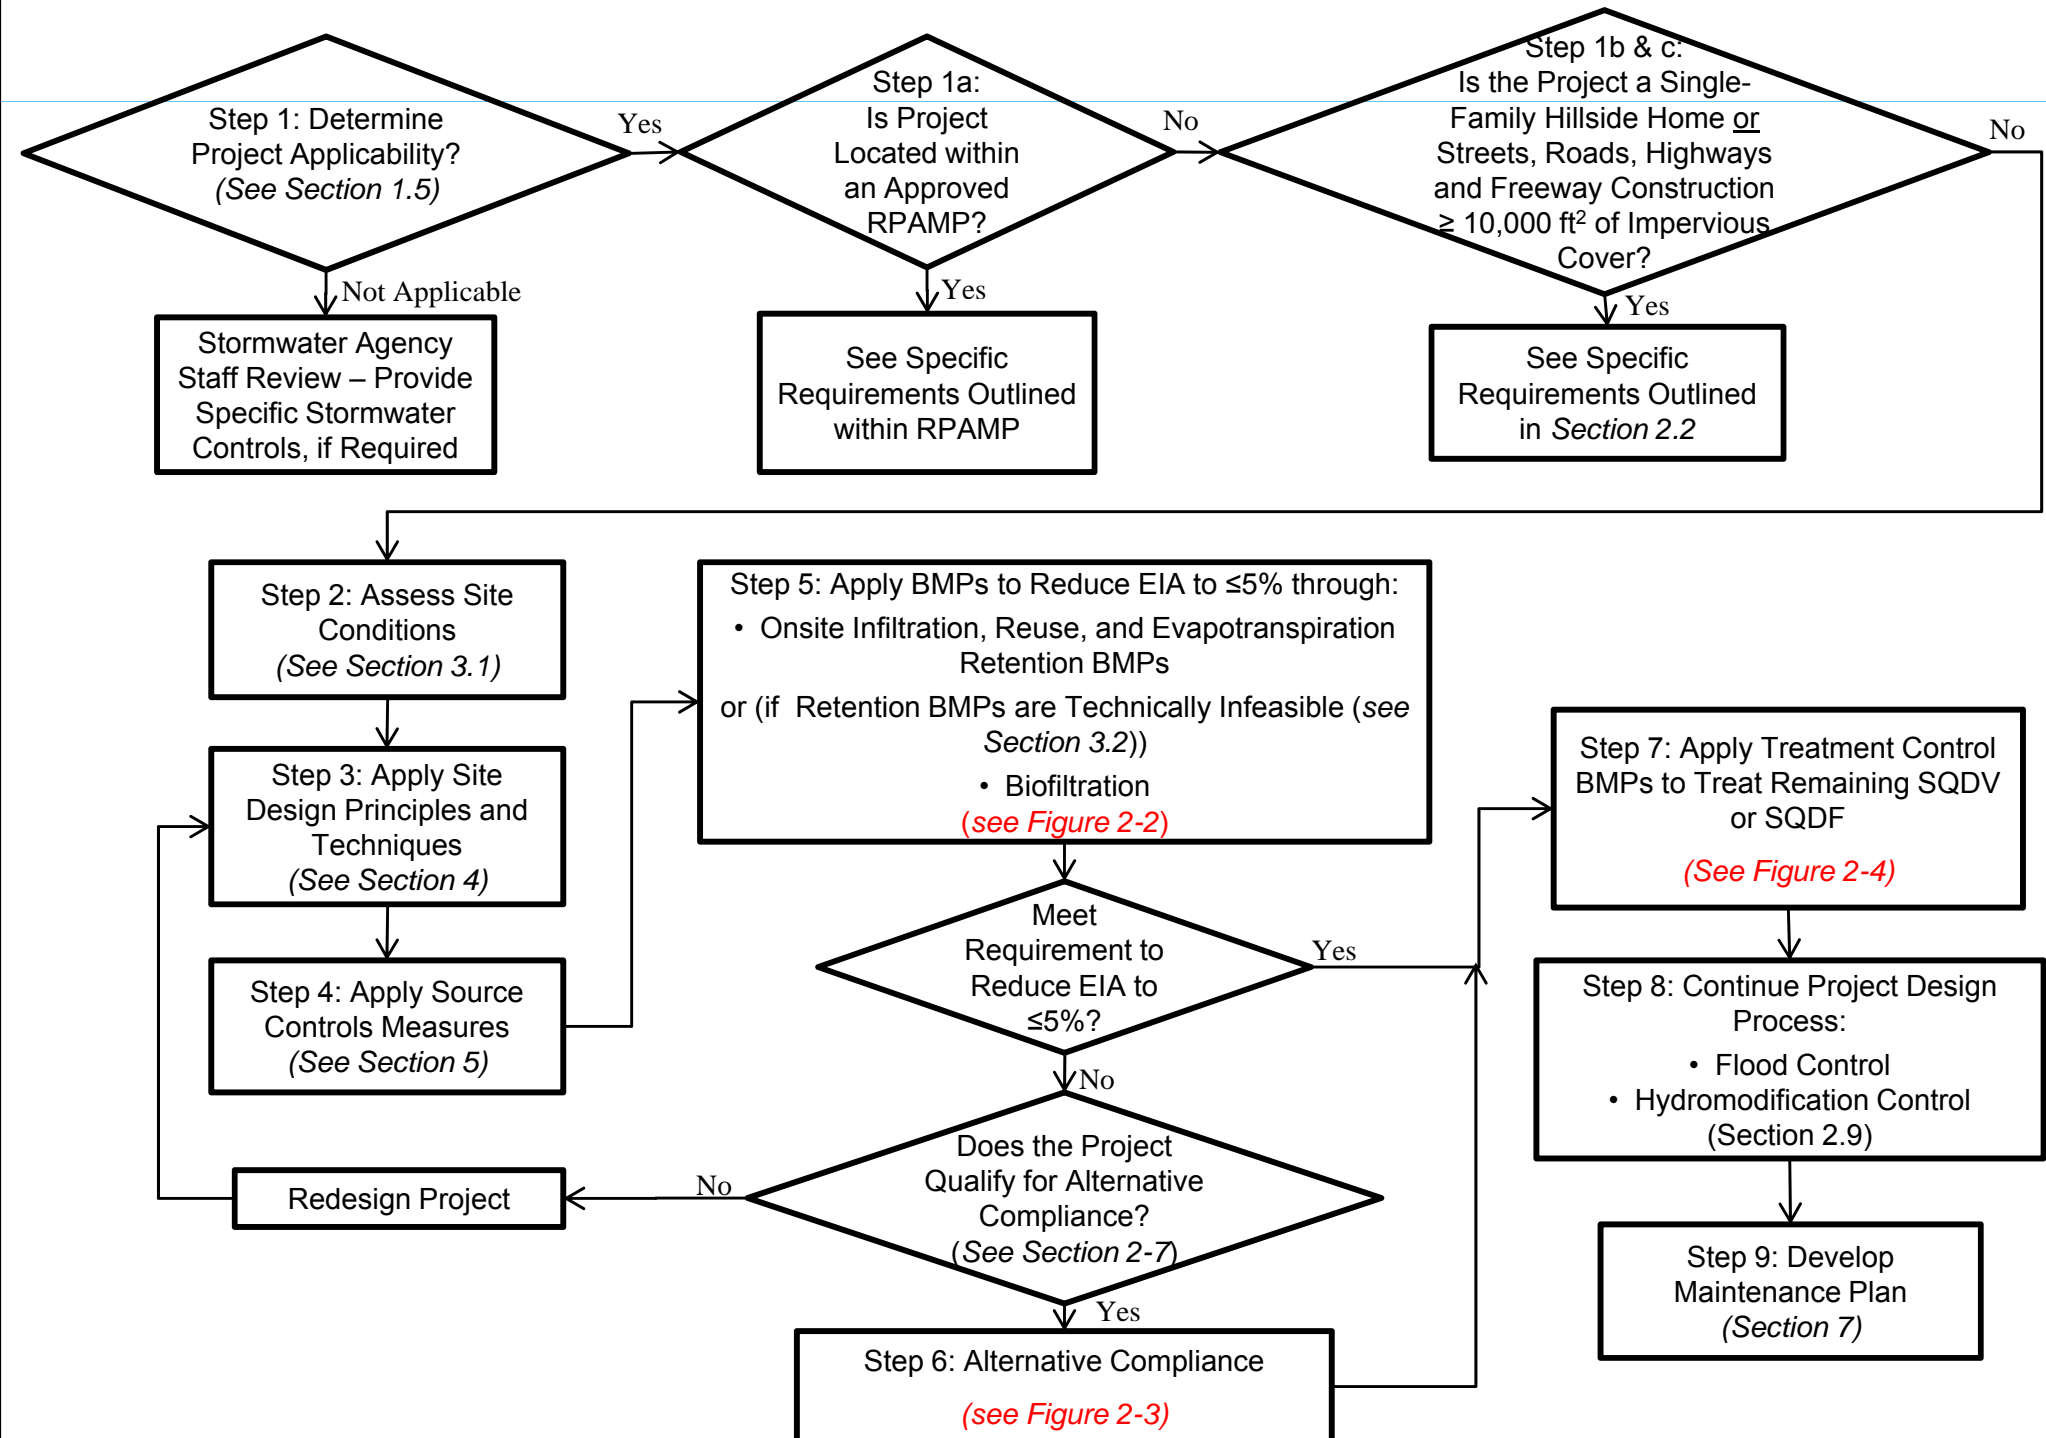 Step 1: Determine
Project Applicability?
(See Section 1.5)
Yes
Not Applicable
Stormwater Agency
Staff Review – Provide
Specific Stormwater
Controls, if Required
Step 1a:
Is Project
Located within
an Approved
RPAMP?
No
Yes
See Specific
Requirements Outlined
within RPAMP
Step 1b & c:
Is the Project a Single-
Family Hillside Home or
Streets, Roads, Highways
and Freeway Construction
≥ 10,000 ft² of Impervious
Cover?
No
Yes
See Specific
Requirements Outlined
in Section 2.2
Step 2: Assess Site
Conditions
(See Section 3.1)
Step 3: Apply Site
Design Principles and
Techniques
(See Section 4)
Step 4: Apply Source
Controls Measures
(See Section 5)
Step 5: Apply BMPs to Reduce EIA to ≤5% through:
• Onsite Infiltration, Reuse, and Evapotranspiration
Retention BMPs
or (if Retention BMPs are Technically Infeasible (see
Section 3.2))
• Biofiltration
(see Figure 2-2)
Meet
Requirement to
Reduce EIA to
≤5%?
Yes
No
Does the Project
Qualify for Alternative
Compliance?
(See Section 2-7)
No
Redesign Project
Yes
Step 6: Alternative Compliance
(see Figure 2-3)
Step 7: Apply Treatment Control
BMPs to Treat Remaining SQDV
or SQDF
(See Figure 2-4)
Step 8: Continue Project Design
Process:
• Flood Control
• Hydromodification Control
(Section 2.9)
Step 9: Develop
Maintenance Plan
(Section 7)